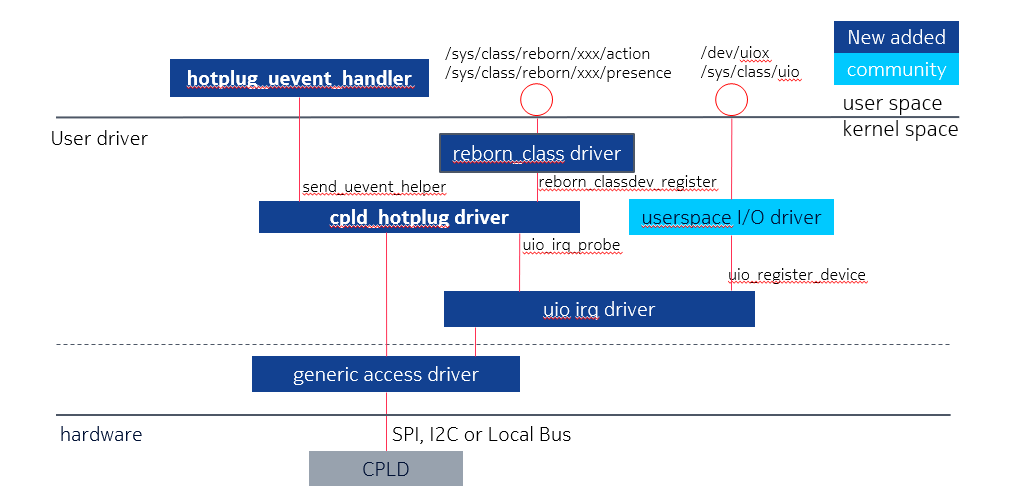 New added
/sys/class/reborn/xxx/action
/dev/uiox
hotplug_uevent_handler
/sys/class/reborn/xxx/presence
/sys/class/uio
community
user space
User driver
kernel space
reborn_class driver
send_uevent_helper
reborn_classdev_register
cpld_hotplug driver
userspace I/O driver
uio_irq_probe
uio_register_device
uio irq driver
generic access driver
hardware
SPI, I2C or Local Bus
CPLD